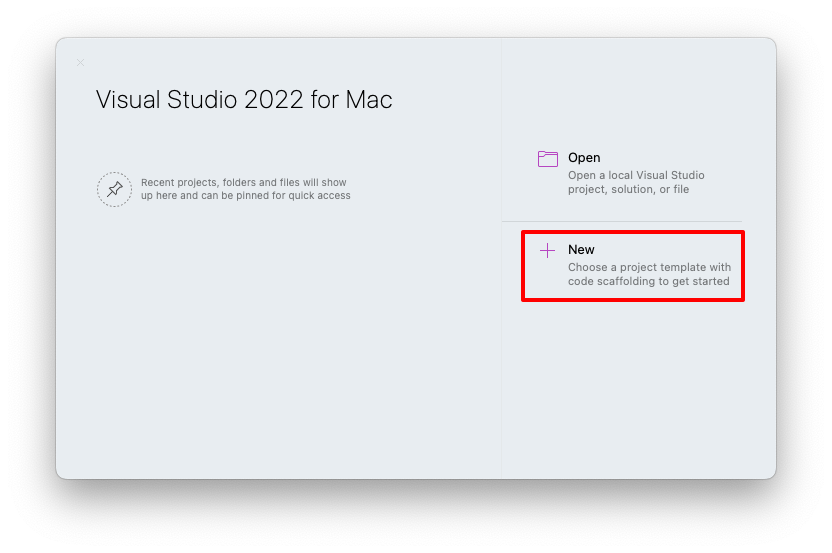 Visual Studio 2022 for Mac
Recent projects, folders and files will show
up here and can be pinned for quick access
Open
Open a local Visual Studio
project, solution, or file
New
Choose a project template with
code scaffolding to get started